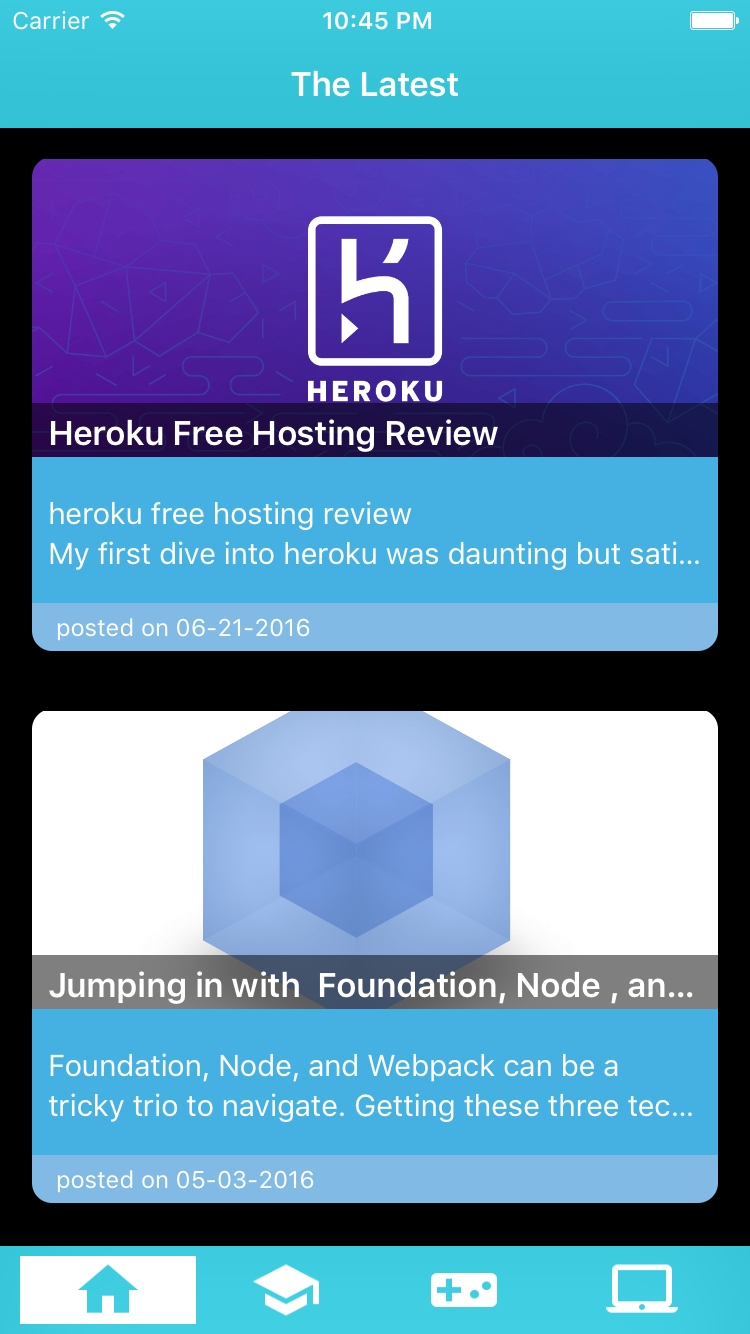 Carrier 10:45 PM
The Latest
HEROKU
Heroku Free Hosting Review
heroku free hosting review
My first dive into heroku was daunting but sati...
posted on 06-21-2016
Jumping in with  Foundation, Node , an...
Foundation, Node, and Webpack can be a
tricky trio to navigate. Getting these three tec...
posted on 05-03-2016